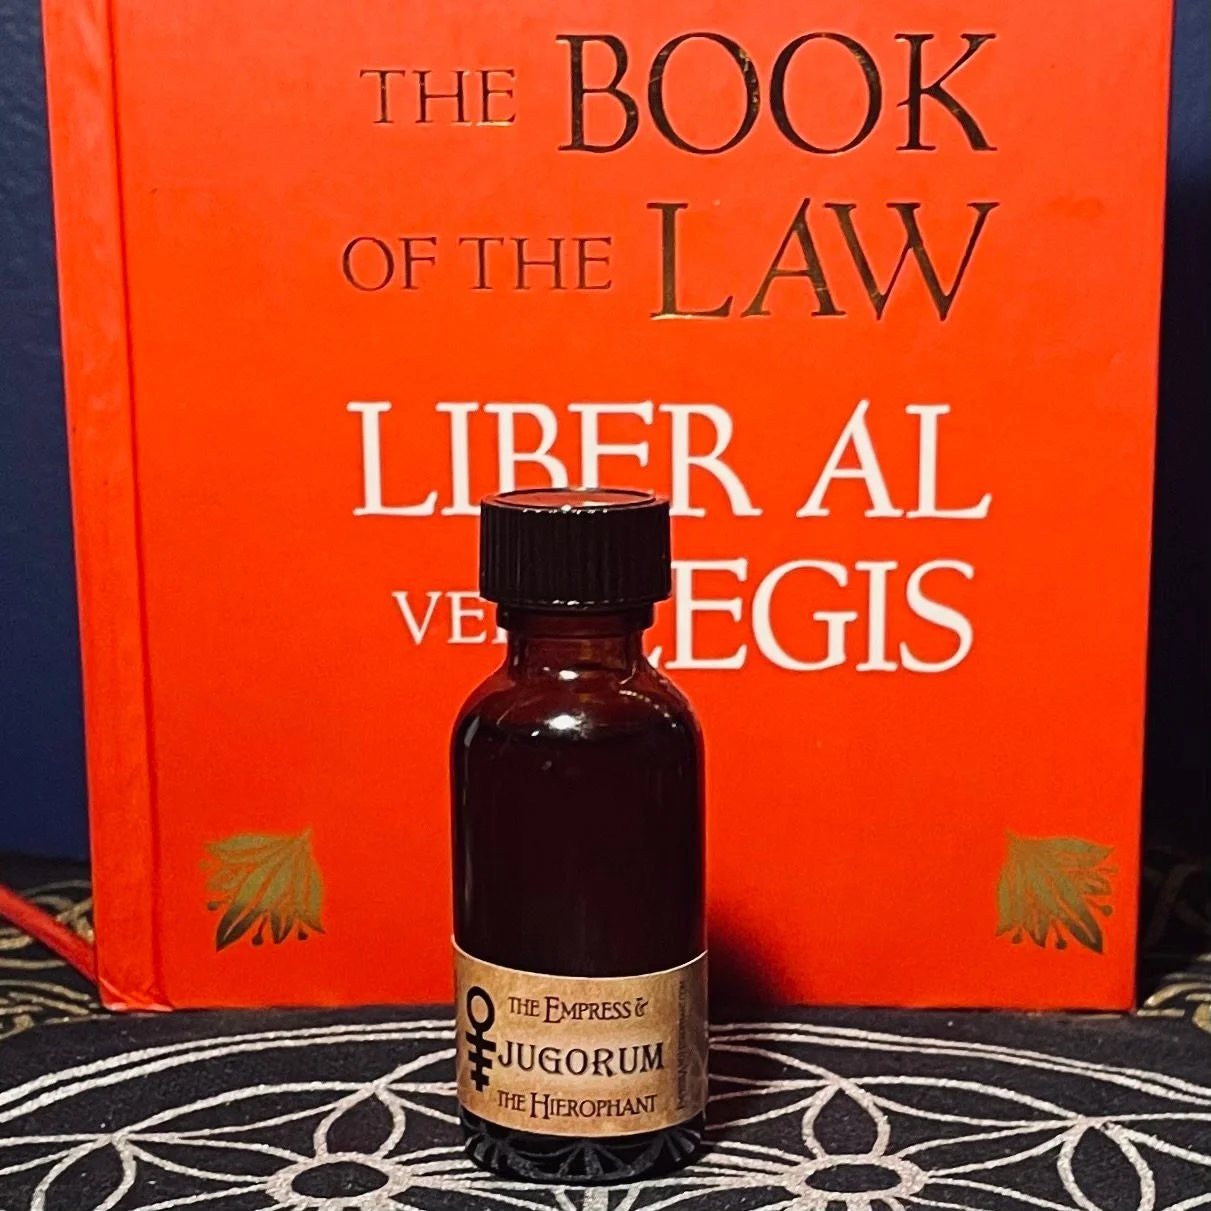 THE BOOK
OF THE LAW
LIBER AL
LEGIS
THE EMPRESS &
JUGORUM
THE HIEROPHANT